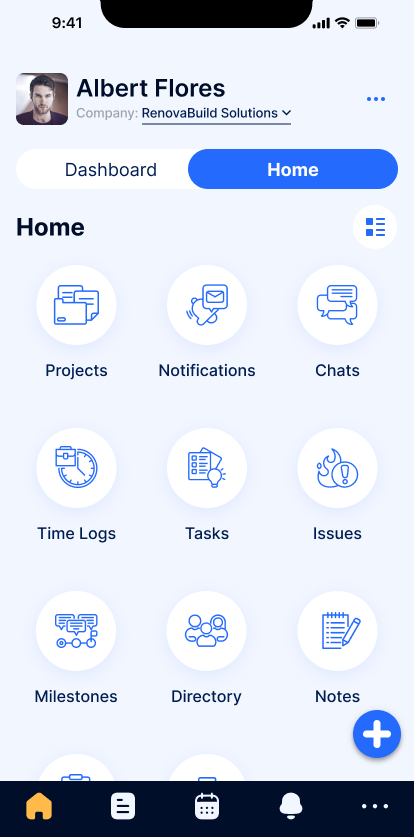 9:41
Albert Flores
Company: RenovaBuild Solutions
Dashboard Home
Home
Projects Notifications Chats
Time Logs Tasks Issues
Milestones Directory Notes